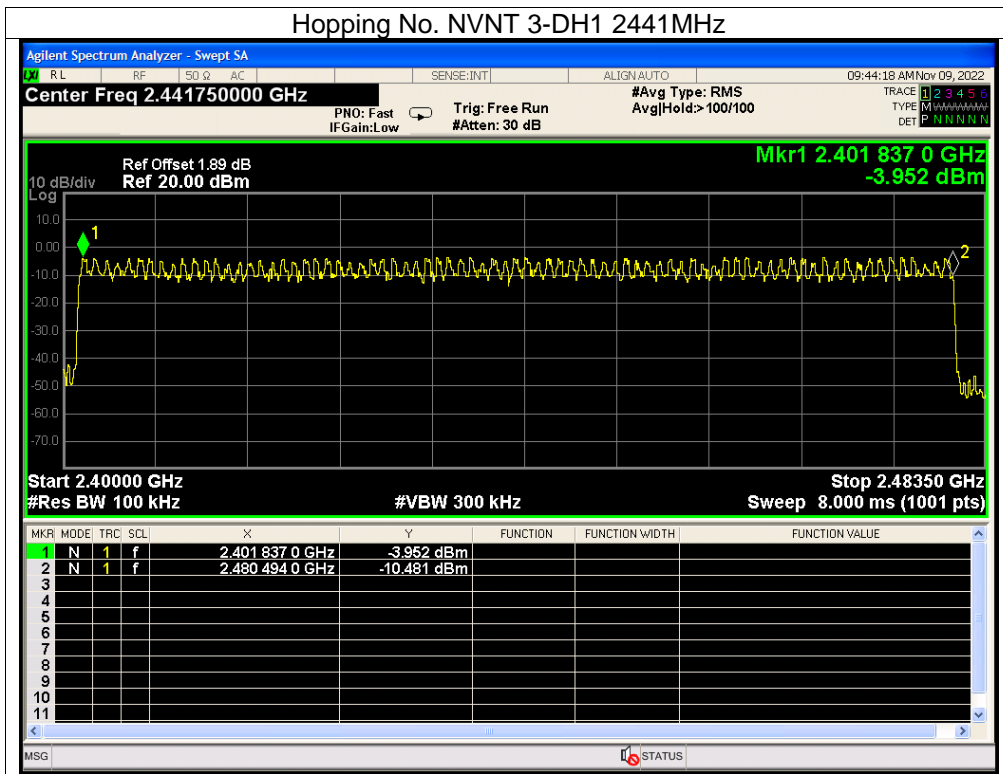 Hopping No. NVNT 3-DH1 2441MHz
Agilent Spectrum Analyzer - Swept SA
LXI RL RF 50 Ω AC SENSE:INT ALIGN AUTO 09:44:18 AM Nov 09, 2022
Center Freq 2.441750000 GHz #Avg Type: RMS TRACE 1 2 3 4 5 6
PNO: Fast Trig: Free Run Avg|Hold:>100/100 TYPE M
IFGain:Low #Atten: 30 dB DET P N N N N N
Mkr1 2.401 837 0 GHz
Ref Offset 1.89 dB
10 dB/div Ref 20.00 dBm -3.952 dBm
Log
10.0
0.00
-10.0
-20.0
-30.0
-40.0
-50.0
-60.0
-70.0
1
2
Start 2.40000 GHz Stop 2.48350 GHz
#Res BW 100 kHz #VBW 300 kHz Sweep 8.000 ms (1001 pts)
MKR MODE TRC SCL X Y FUNCTION FUNCTION WIDTH FUNCTION VALUE
1 N 1 f 2.401 837 0 GHz -3.952 dBm
2 N 1 f 2.480 494 0 GHz -10.481 dBm
3
4
5
6
7
8
9
10
11
MSG STATUS